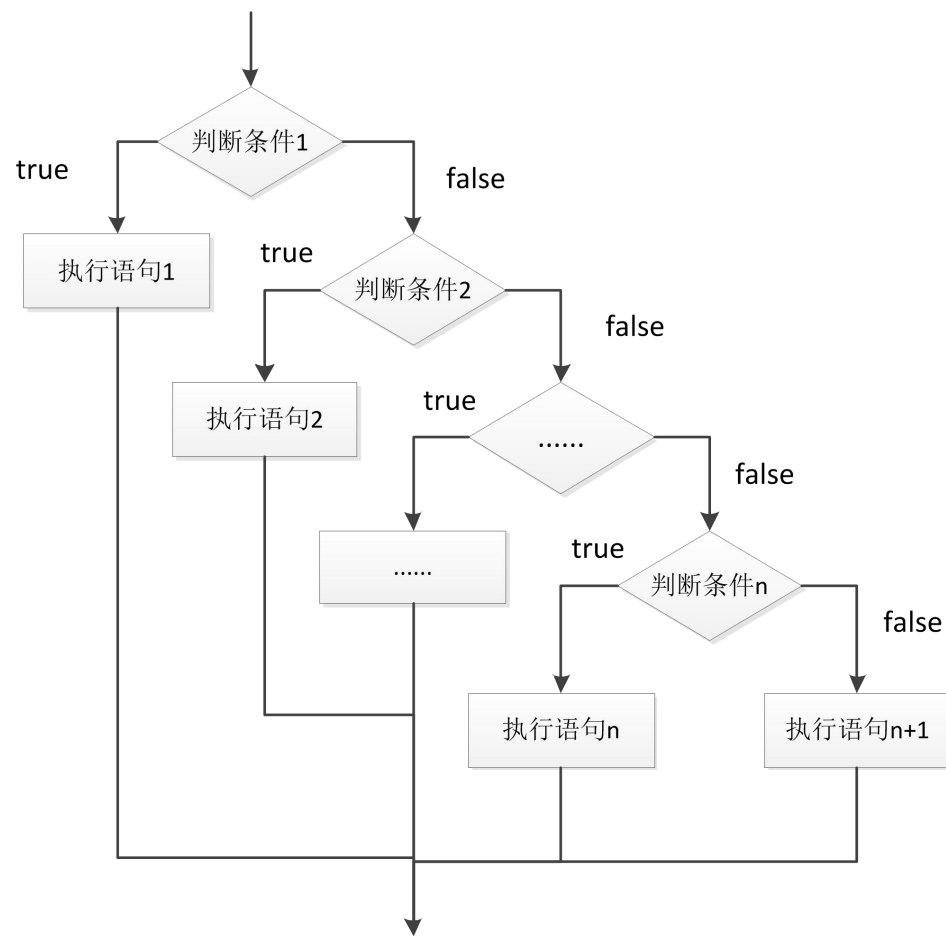 判断条件1
true
false
执行语句1
true
判断条件2
false
执行语句2
true
......
false
......
true
判断条件n
false
执行语句n
执行语句n+1